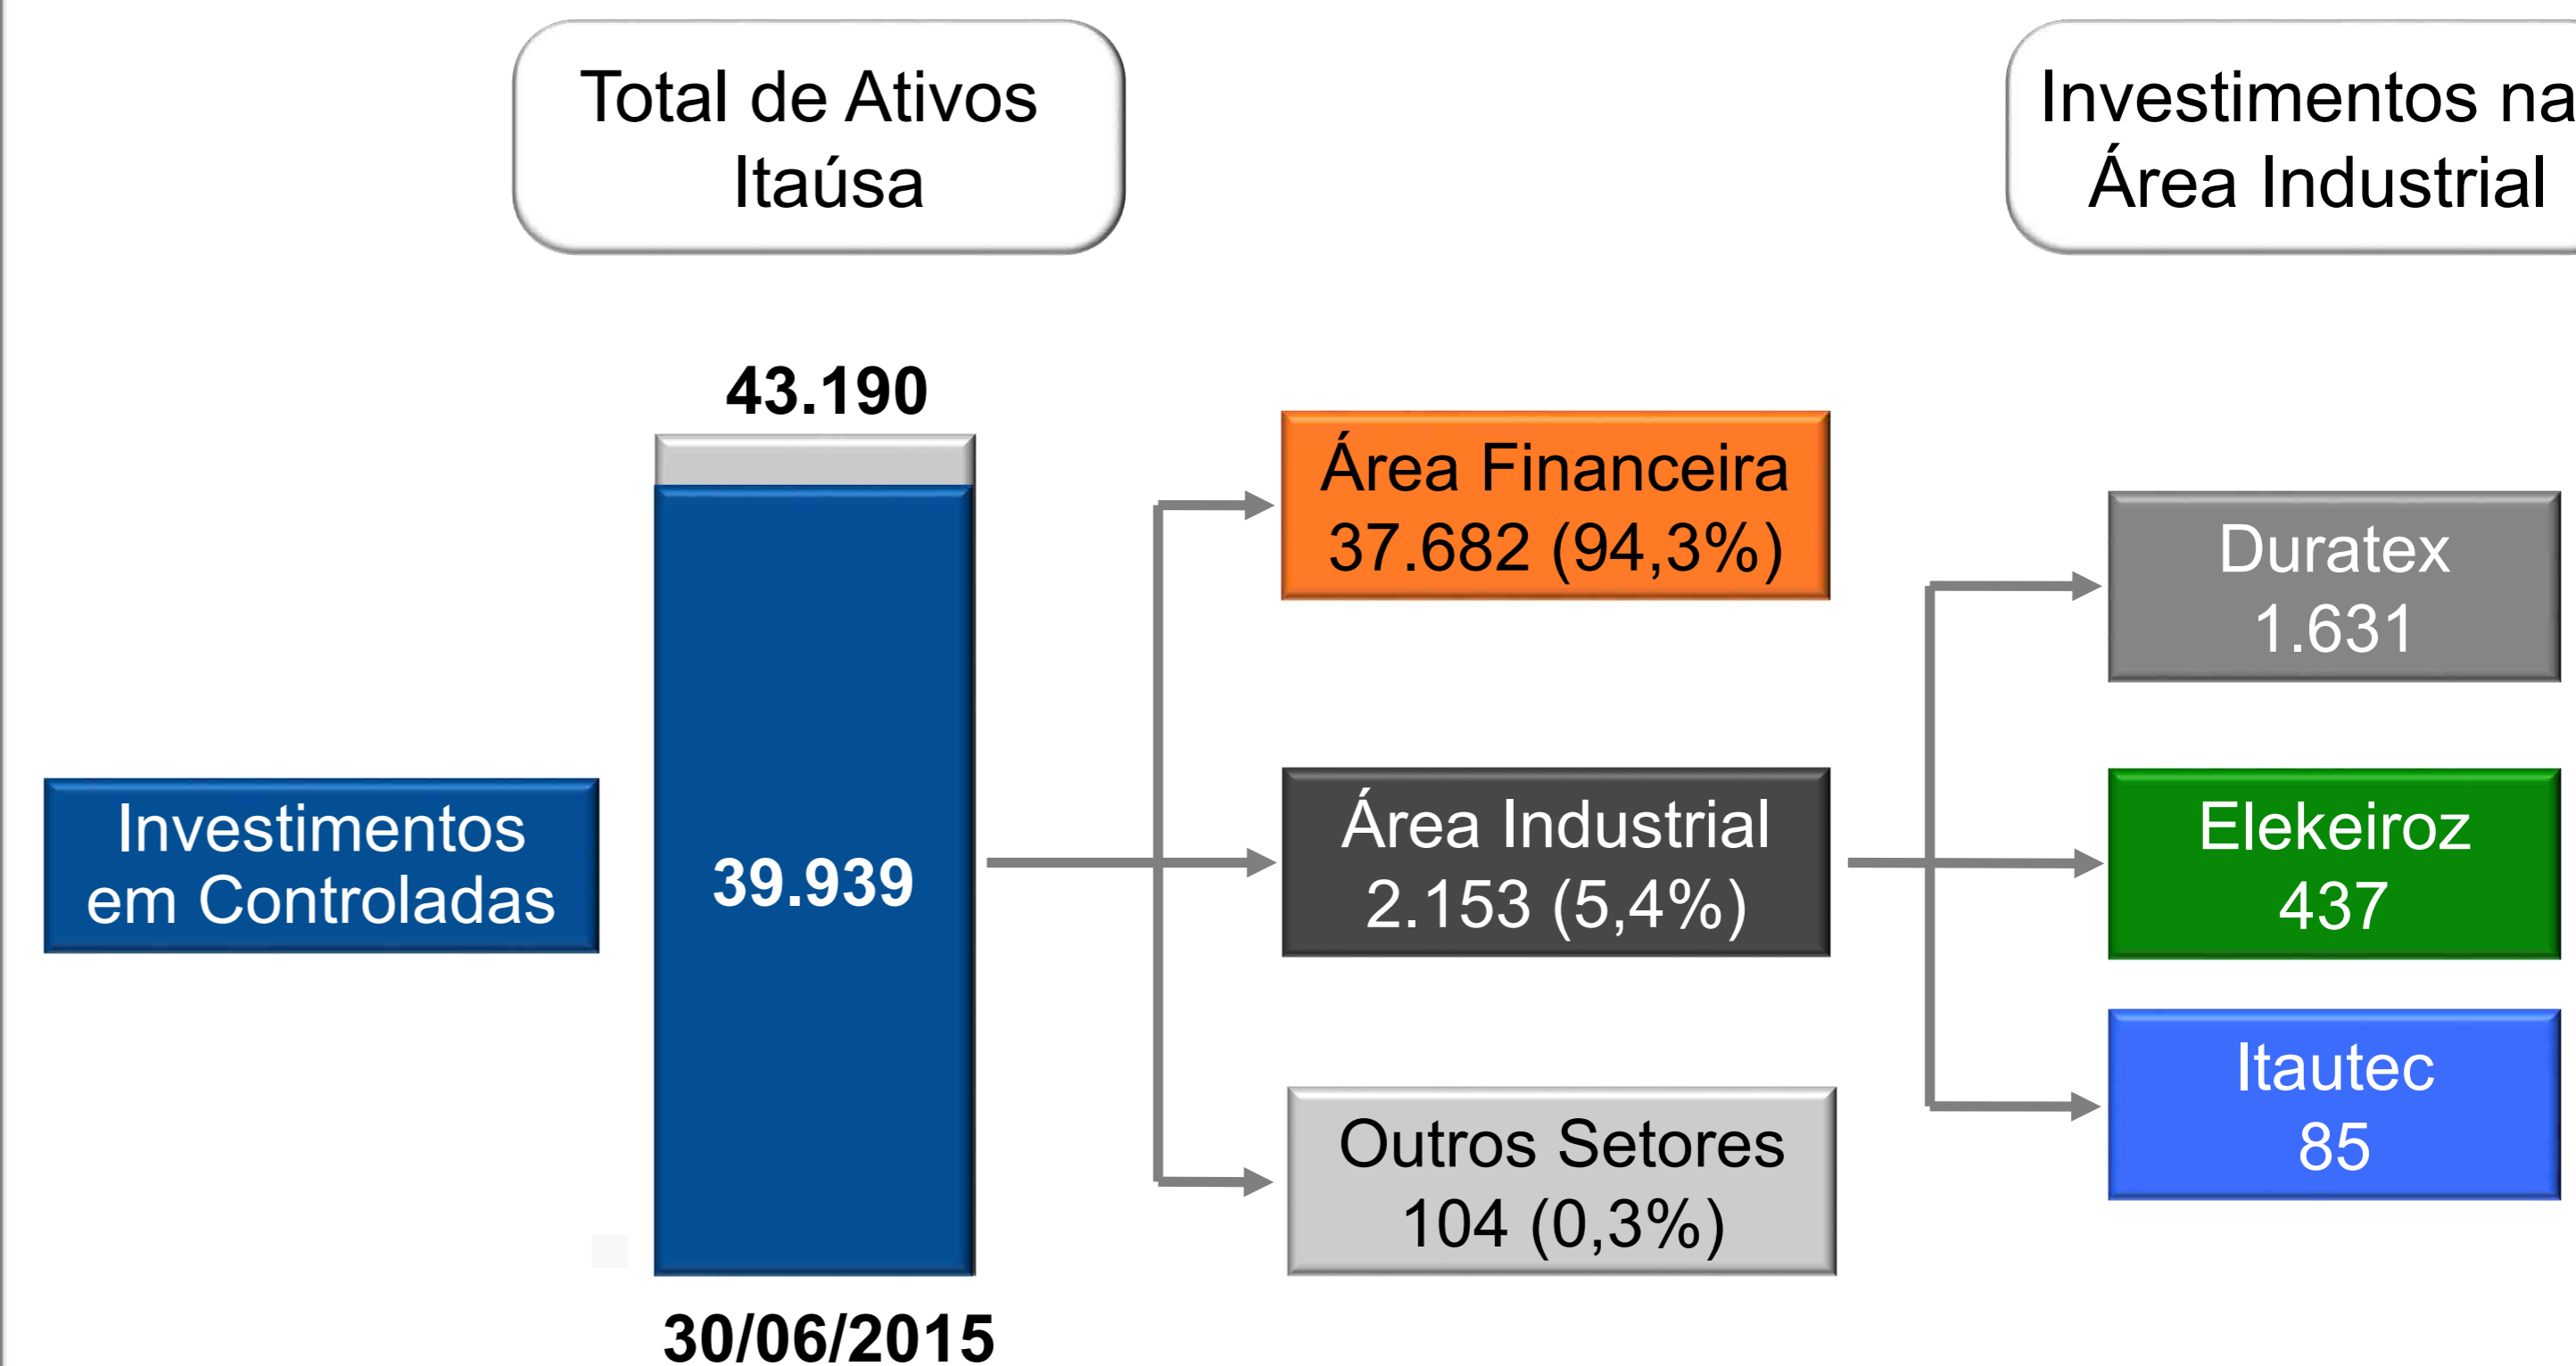 Total de Ativos
Itaúsa
Investimentos na
Área Industrial
43.190
39.939
30/06/2015
Investimentos
em Controladas
Área Financeira
37.682 (94,3%)
Área Industrial
2.153 (5,4%)
Outros Setores
104 (0,3%)
Duratex
1.631
Elekeiroz
437
Itautec
85